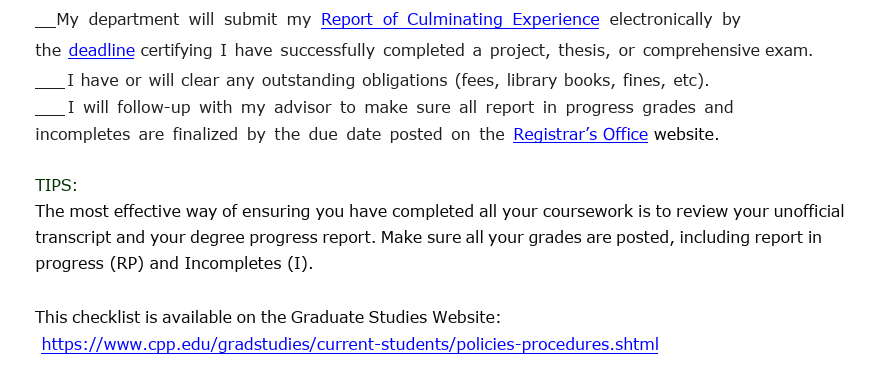 __My department will submit my Report of Culminating Experience electronically by
the deadline certifying I have successfully completed a project, thesis, or comprehensive exam.
___I have or will clear any outstanding obligations (fees, library books, fines, etc).
___I will follow-up with my advisor to make sure all report in progress grades and
incompletes are finalized by the due date posted on the Registrar’s Office website.
TIPS:
The most effective way of ensuring you have completed all your coursework is to review your unofficial
transcript and your degree progress report. Make sure all your grades are posted, including report in
progress (RP) and Incompletes (I).
This checklist is available on the Graduate Studies Website:
https://www.cpp.edu/gradstudies/current-students/policies-procedures.shtml